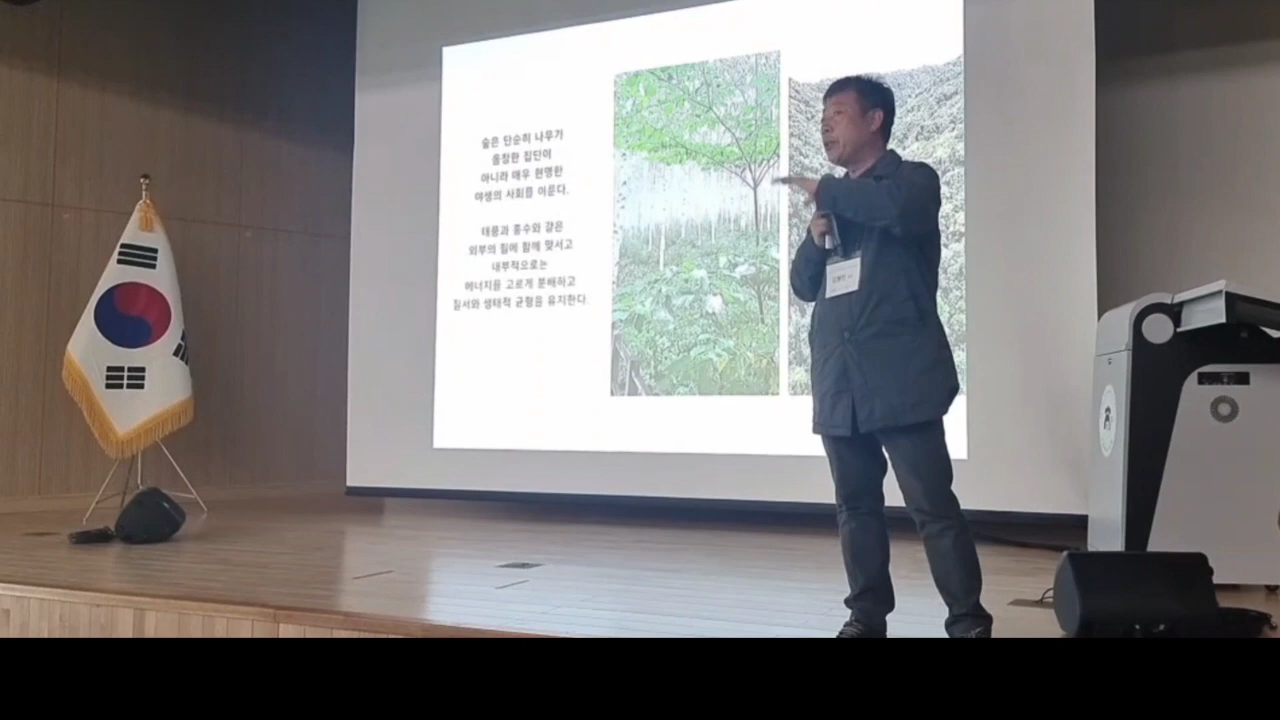 숲은 단순히 나무가
울창한 집단이
아니라 매우 현명한
야생의 사회를 이룬다.
태풍과 홍수와 같은
외부의 힘에 함께 맞서고
내부적으로는
에너지를 고르게 분배하고
질서와 생태적 균형을 유지한다.